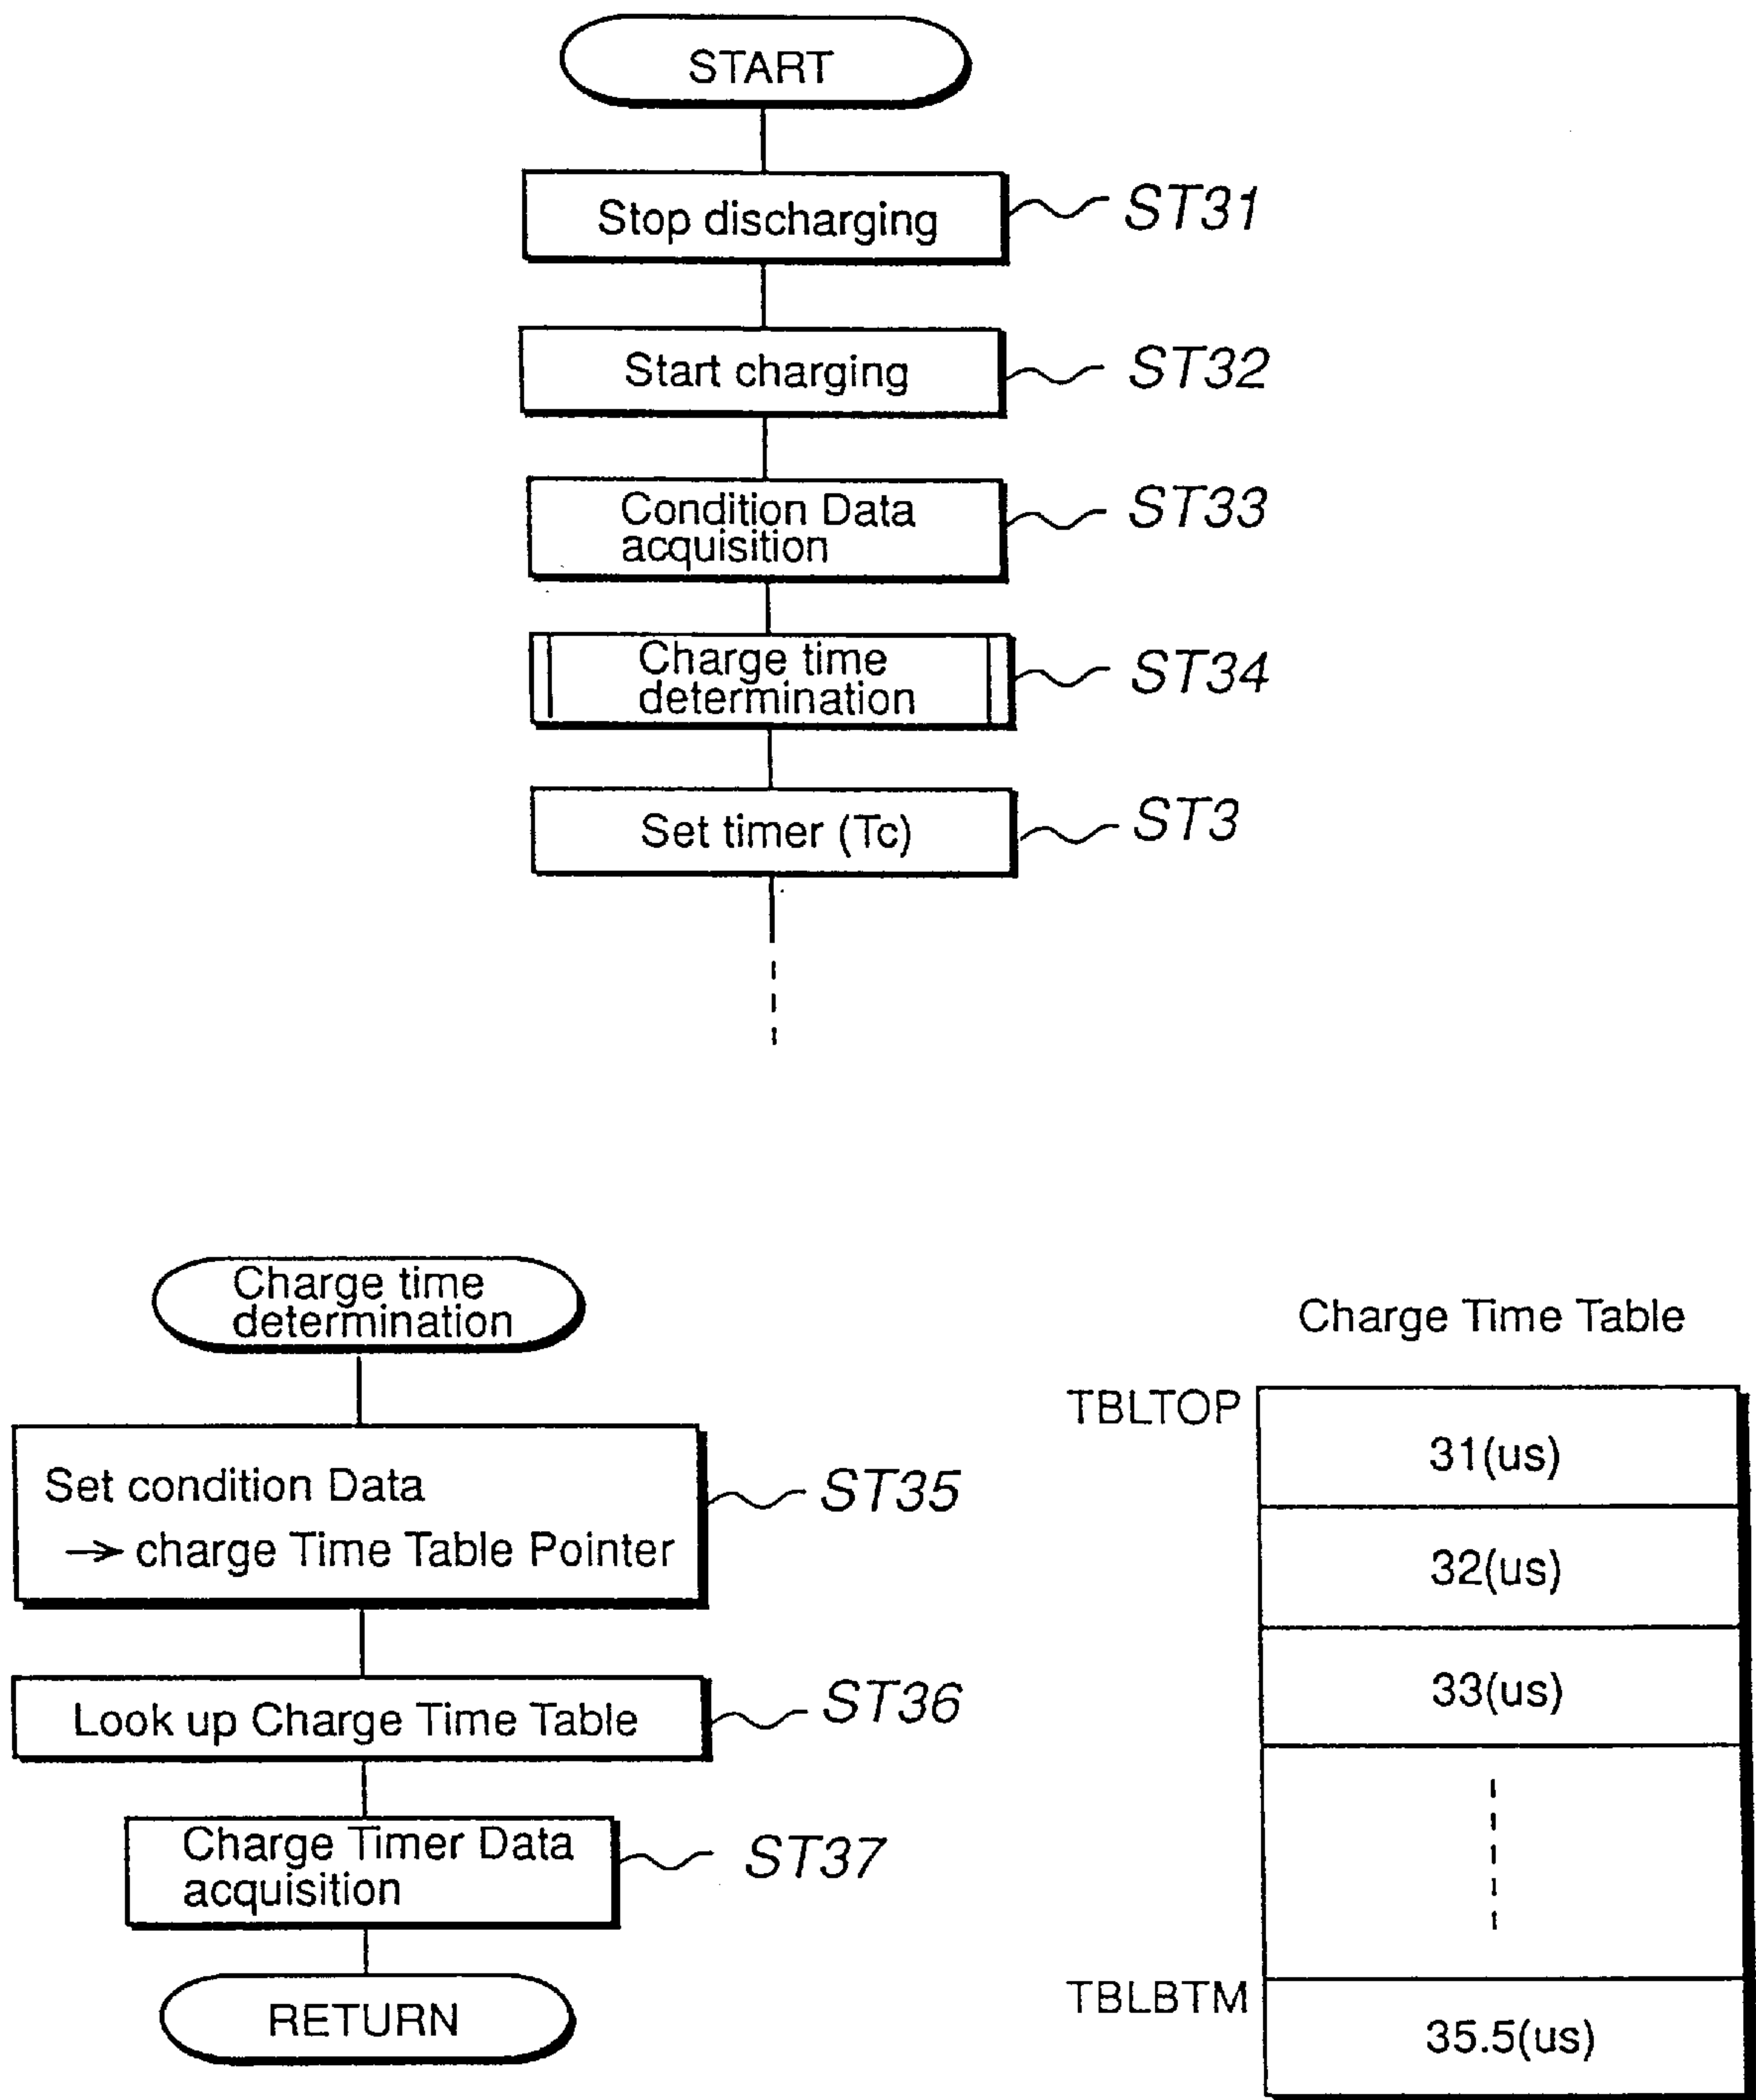 START
Stop discharging
ST31
Start charging
ST32
Condition Data
acquisition
ST33
Charge time
determination
ST34
Set timer (Tc)
ST3
Charge time
determination
Set condition Data
→ charge Time Table Pointer
ST35
Look up Charge Time Table
ST36
Charge Timer Data
acquisition
ST37
RETURN
Charge Time Table
TBLTOP
31(us)
32(us)
33(us)
TBLBTM
35.5(us)